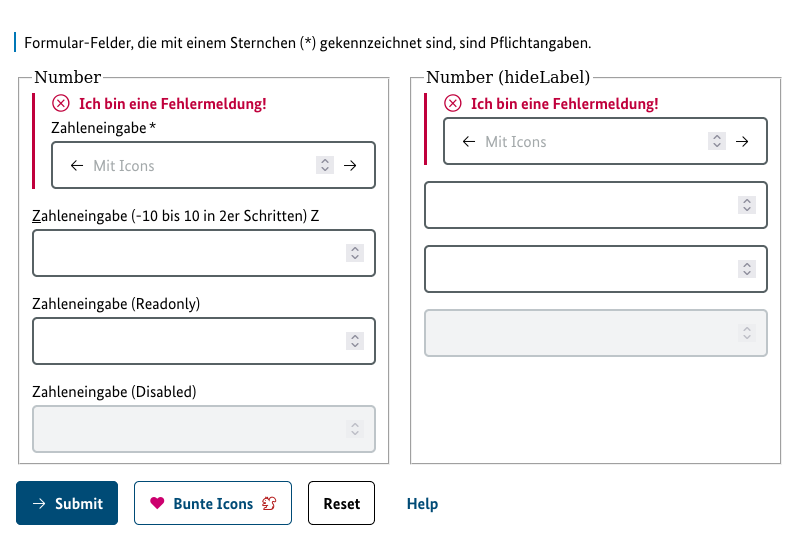 Formular-Felder, die mit einem Sternchen (*) gekennzeichnet sind, sind Pflichtangaben.
Number
Ich bin eine Fehlermeldung!
Zahleneingabe *
Mit Icons
Zahleneingabe (-10 bis 10 in 2er Schritten) Z
Zahleneingabe (Readonly)
Zahleneingabe (Disabled)
Number (hideLabel)
Ich bin eine Fehlermeldung!
Mit Icons
Submit
Bunte Icons
Reset
Help